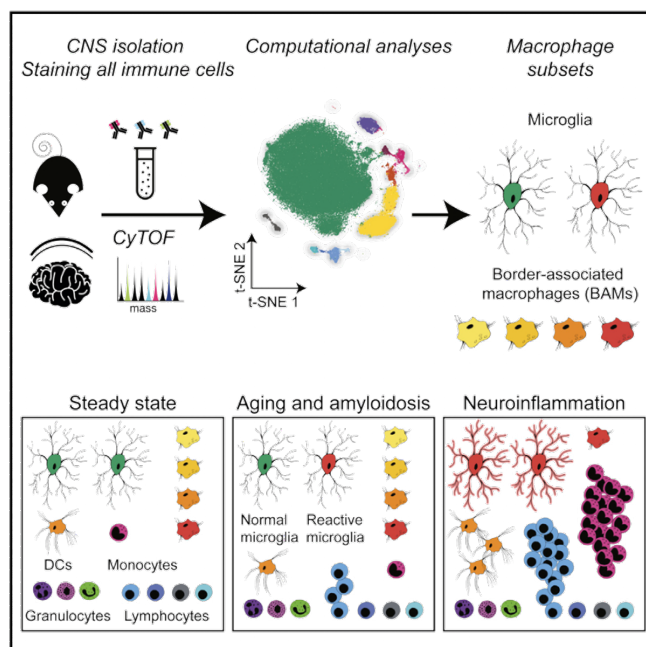 CNS isolation
Staining all immune cells
Computational analyses
Macrophage
subsets
CyTOF
mass
t-SNE 2
t-SNE 1
Microglia
Border-associated
macrophages (BAMs)
Steady state
DCs
Monocytes
Granulocytes
Lymphocytes
Aging and amyloidosis
Normal
microglia
Reactive
microglia
Neuroinflammation